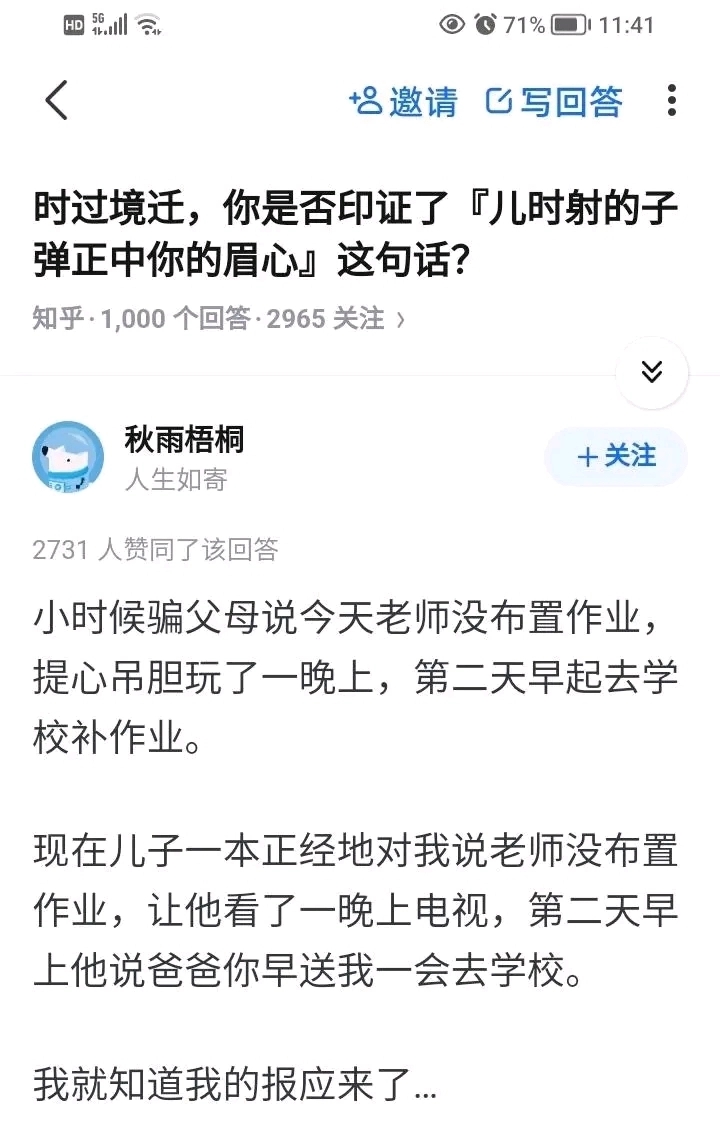 HD 5G 71% 11:41
邀请 写回答
时过境迁，你是否印证了『儿时射的子
弹正中你的眉心』这句话？
知乎·1,000 个回答·2965 关注 ›
秋雨梧桐
人生如寄
＋关注
2731 人赞同了该回答
小时候骗父母说今天老师没布置作业，
提心吊胆玩了一晚上，第二天早起去学
校补作业。
现在儿子一本正经地对我说老师没布置
作业，让他看了一晚上电视，第二天早
上他说爸爸你早送我一会去学校。
我就知道我的报应来了...